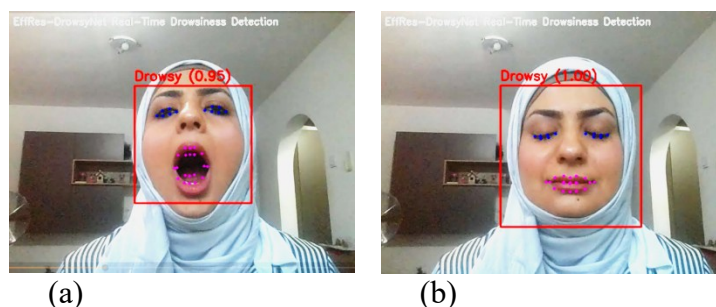 EffRes-DrowsyNet Real-Time Drowsiness Detection
Drowsy (0.95)
(a)
EffRes-DrowsyNet Real-Time Drowsiness Detection
Drowsy (1.00)
(b)